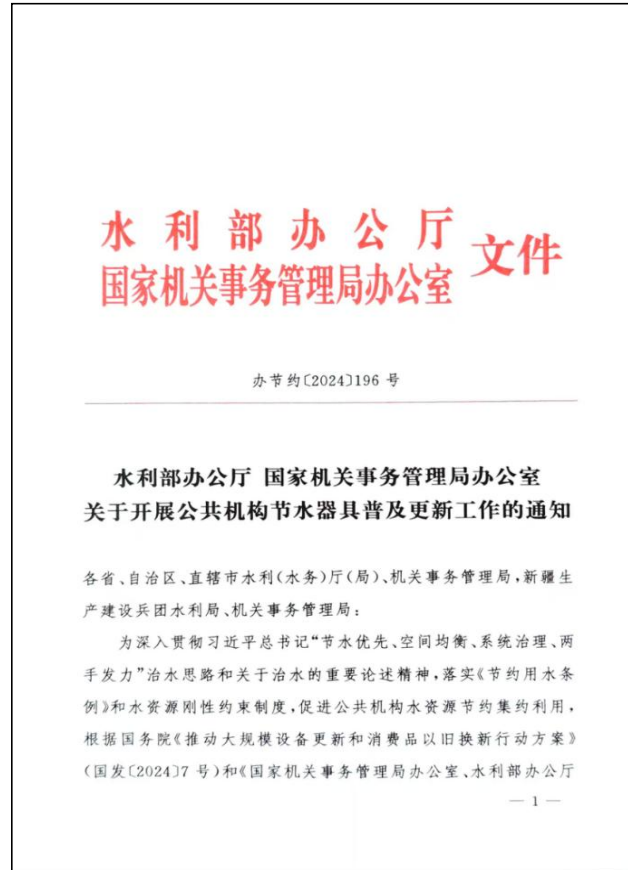 水利部办公厅
国家机关事务管理局办公室
文件
办节约〔2024〕196 号
水利部办公厅 国家机关事务管理局办公室
关于开展公共机构节水器具普及更新工作的通知
各省、自治区、直辖市水利(水务)厅(局)、机关事务管理局,新疆生
产建设兵团水利局、机关事务管理局:
为深入贯彻习近平总书记“节水优先、空间均衡、系统治理、两
手发力”治水思路和关于治水的重要论述精神,落实《节约用水条
例》和水资源刚性约束制度,促进公共机构水资源节约集约利用,
根据国务院《推动大规模设备更新和消费品以旧换新行动方案》
(国发〔2024〕7 号)和《国家机关事务管理局办公室、水利部办公厅
— 1 —